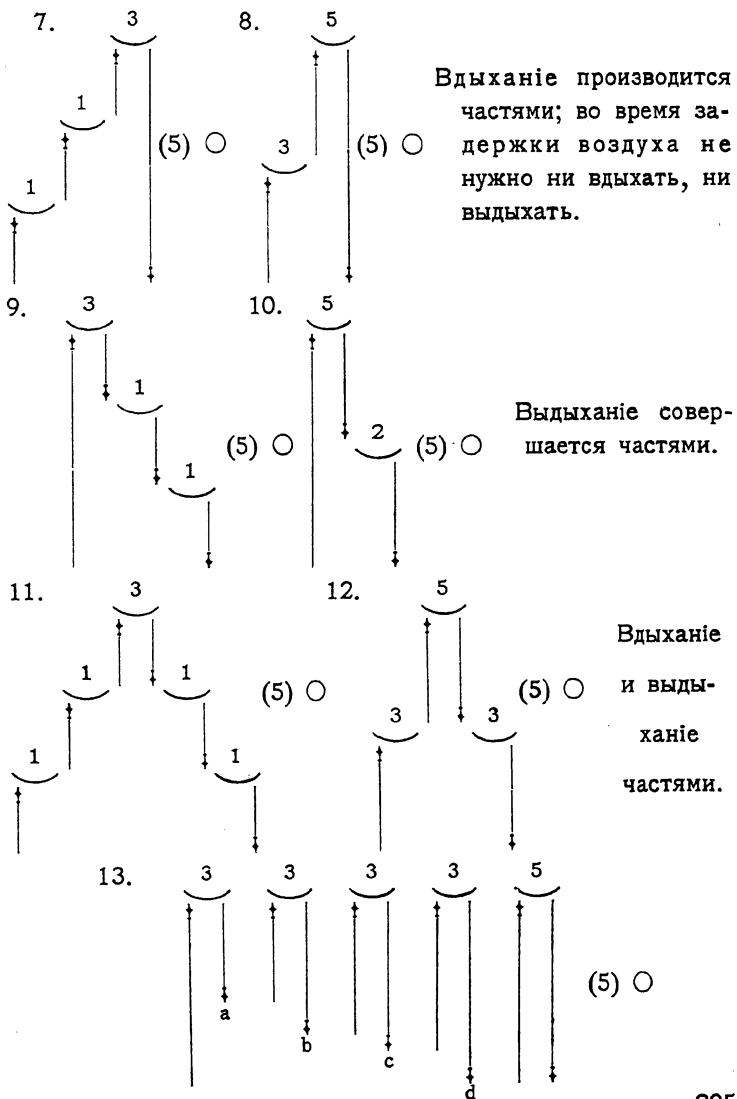 7. 3 8. 5
Вдыханіе производится
частями; во время за-
держки воздуха не
нужно ни вдыхать, ни
выдыхать.
1
(5) ○ 3 (5) ○
1
9. 3 10. 5
1
Выдыханіе совер-
шается частями.
(5) ○ 2 (5) ○
1
11. 3 12. 5
Вдыханіе
и выды-
ханіе
частями.
1 1 (5) ○ (5) ○
3 3
1 1
13. 3 3 3 3 5
(5) ○
a
b
c
d